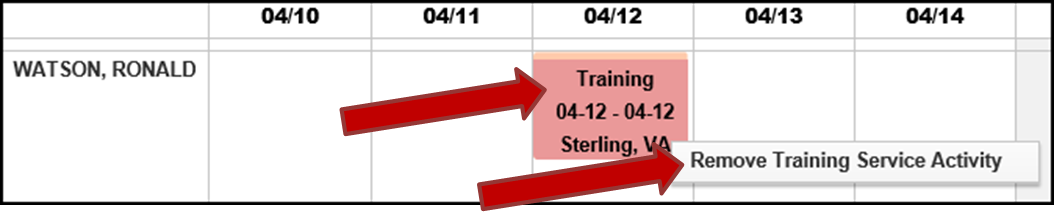 04/10 04/11 04/12 04/13 04/14
WATSON, RONALD
Training
04-12 - 04-12
Sterling, VA
Remove Training Service Activity